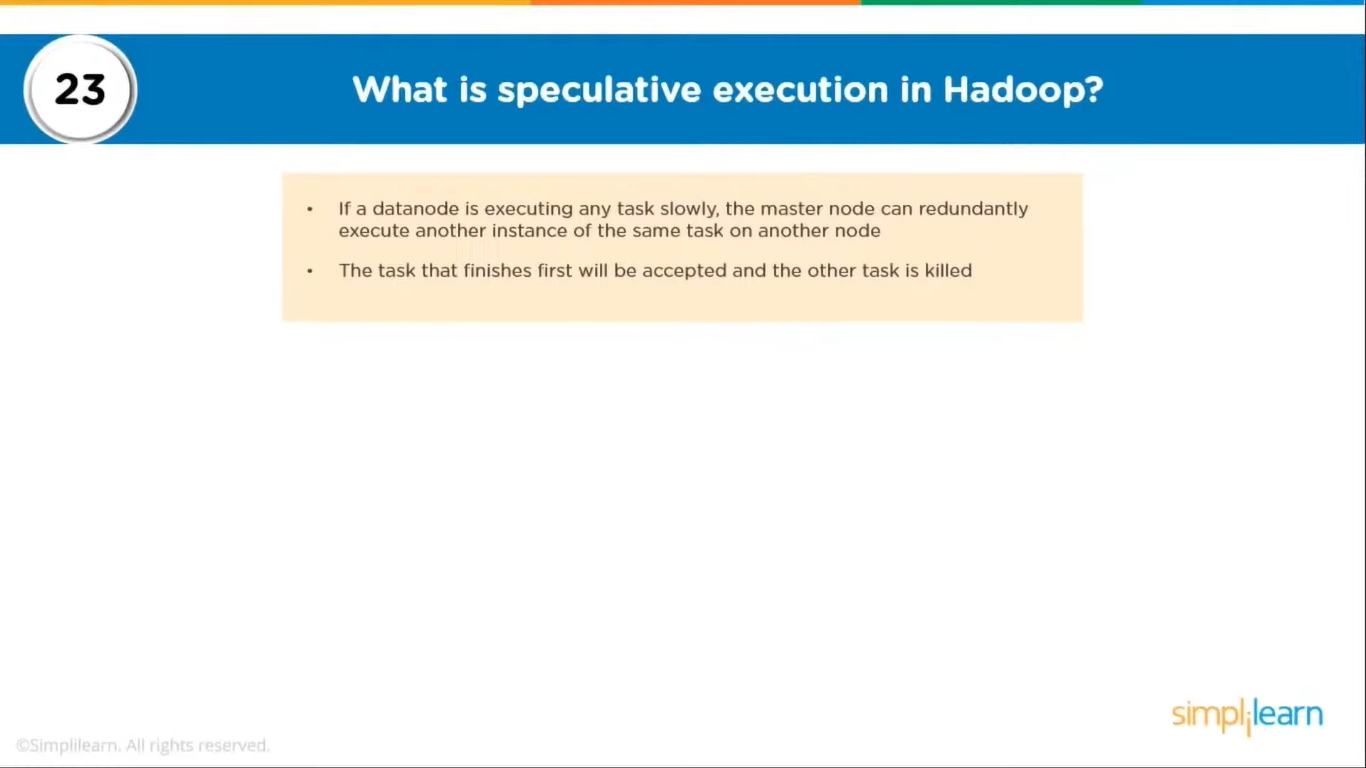 23
What is speculative execution in Hadoop?
• If a datanode is executing any task slowly, the master node can redundantly
execute another instance of the same task on another node
• The task that finishes first will be accepted and the other task is killed
simplilearn
©Simplilearn. All rights reserved.